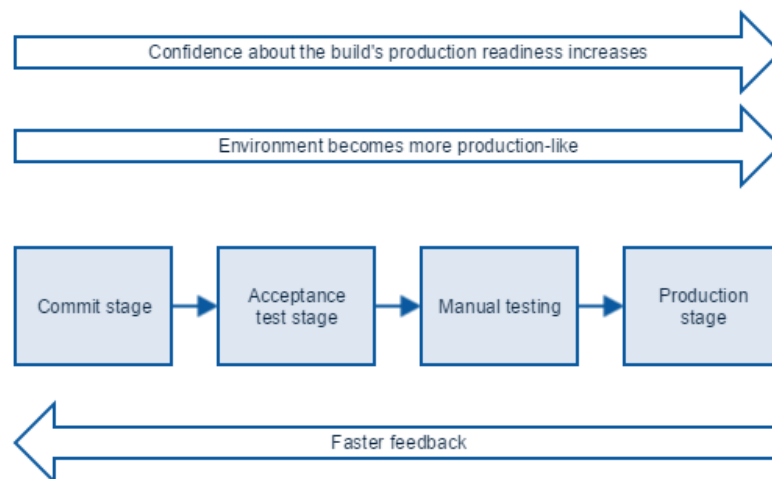 Confidence about the build's production readiness increases
Environment becomes more production-like
Commit stage
Acceptance
test stage
Manual testing
Production
stage
Faster feedback